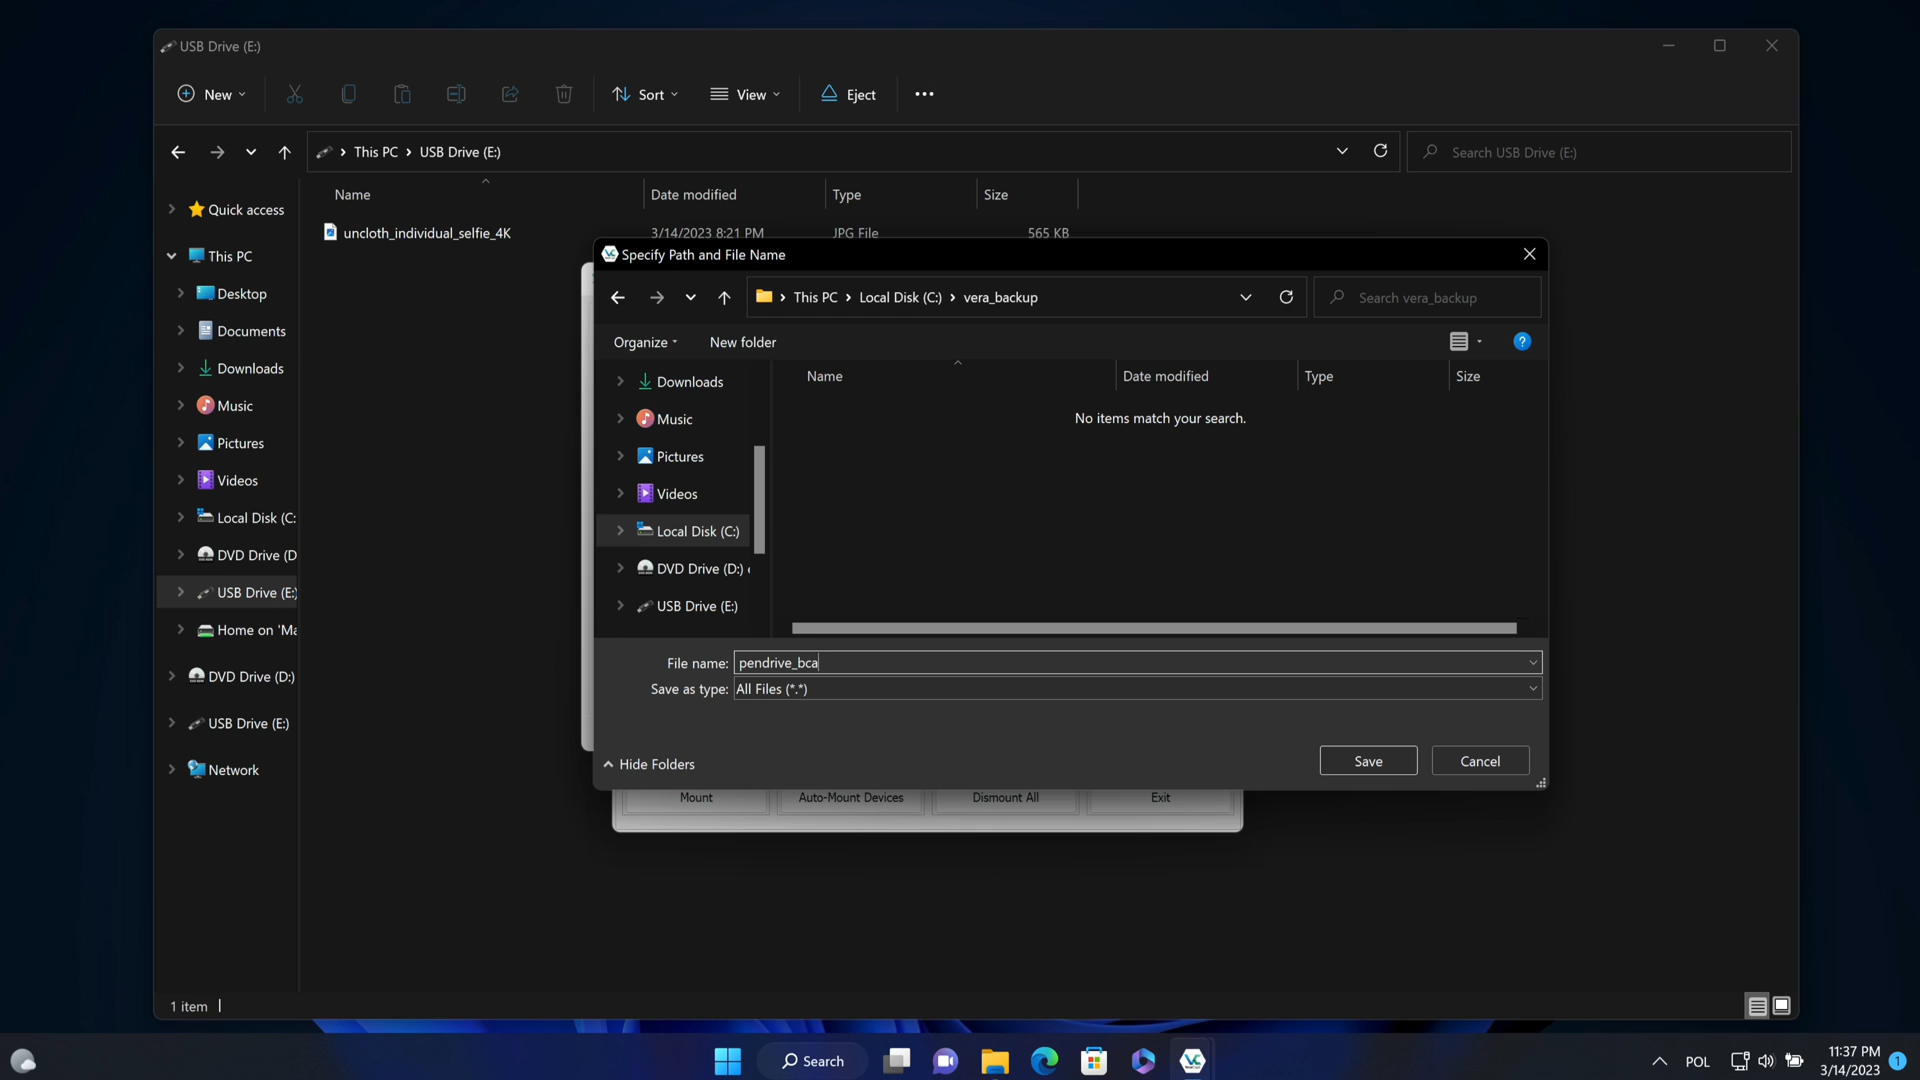 USB Drive (E:)
New
Sort
View
Eject
This PC
USB Drive (E:)
Search USB Drive (E:)
Name
Date modified
Type
Size
uncloth_individual_selfie_4K
3/14/2023 8:21 PM
JPG File
565 KB
Quick access
This PC
Desktop
Documents
Downloads
Music
Pictures
Videos
Local Disk (C:
DVD Drive (D
USB Drive (E:)
Home on 'Ma
DVD Drive (D:)
USB Drive (E:)
Network
Specify Path and File Name
This PC
Local Disk (C:)
vera_backup
Search vera_backup
Organize
New folder
Name
Date modified
Type
Size
No items match your search.
Downloads
Music
Pictures
Videos
Local Disk (C:)
DVD Drive (D:)
USB Drive (E:)
File name: pendrive_bca
Save as type: All Files (*.*)
Hide Folders
Save
Cancel
Mount
Auto-Mount Devices
Dismount All
Exit
1 item
Search
POL
11:37 PM
3/14/2023
1